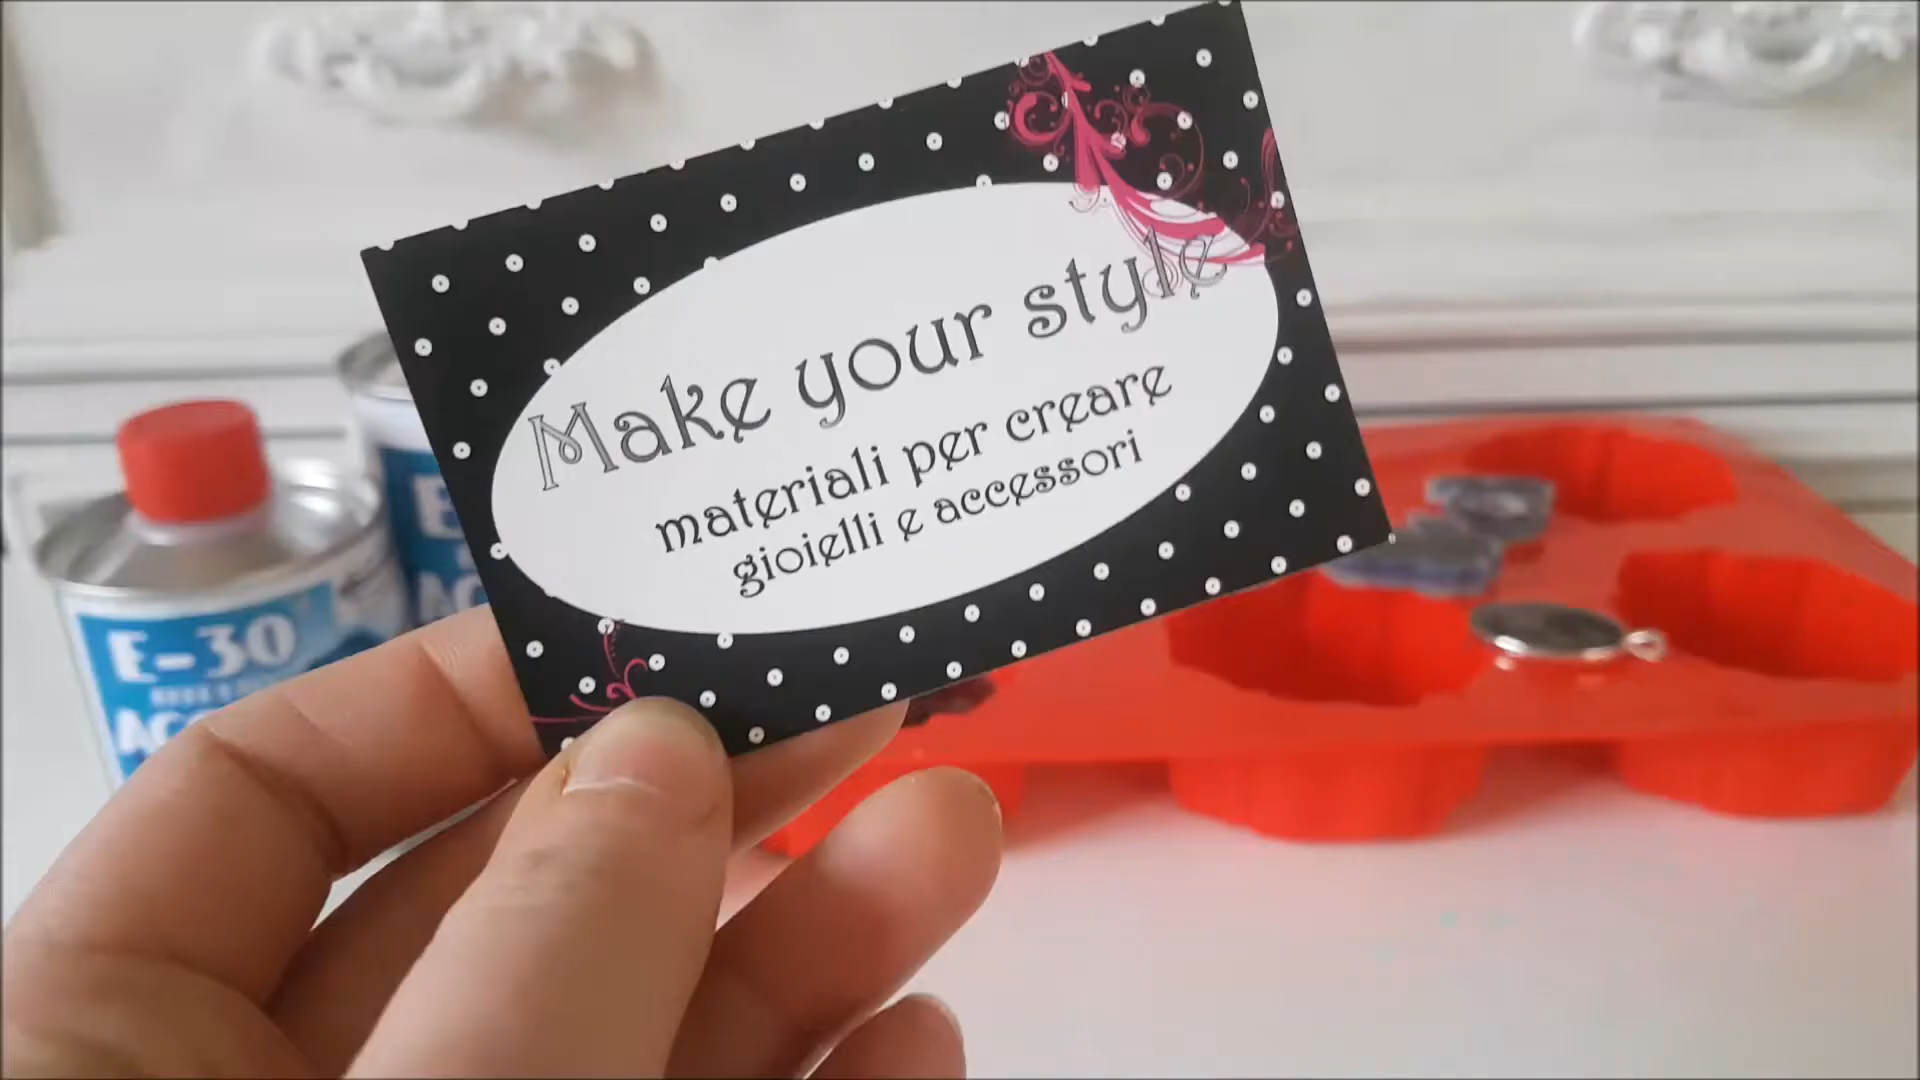 Make your style
materiali per creare
gioielli e accessori
E-30